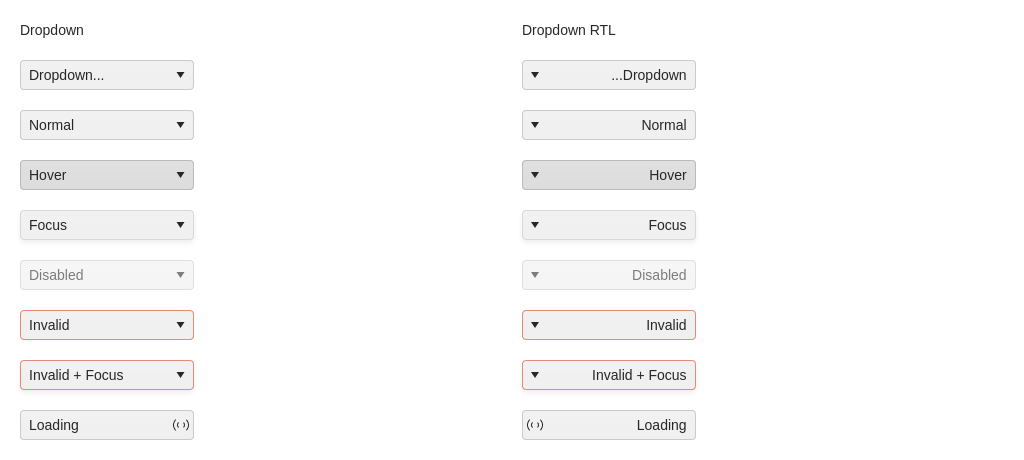 Dropdown
Dropdown...
Normal
Hover
Focus
Disabled
Invalid
Invalid + Focus
Loading
Dropdown RTL
...Dropdown
Normal
Hover
Focus
Disabled
Invalid
Invalid + Focus
Loading